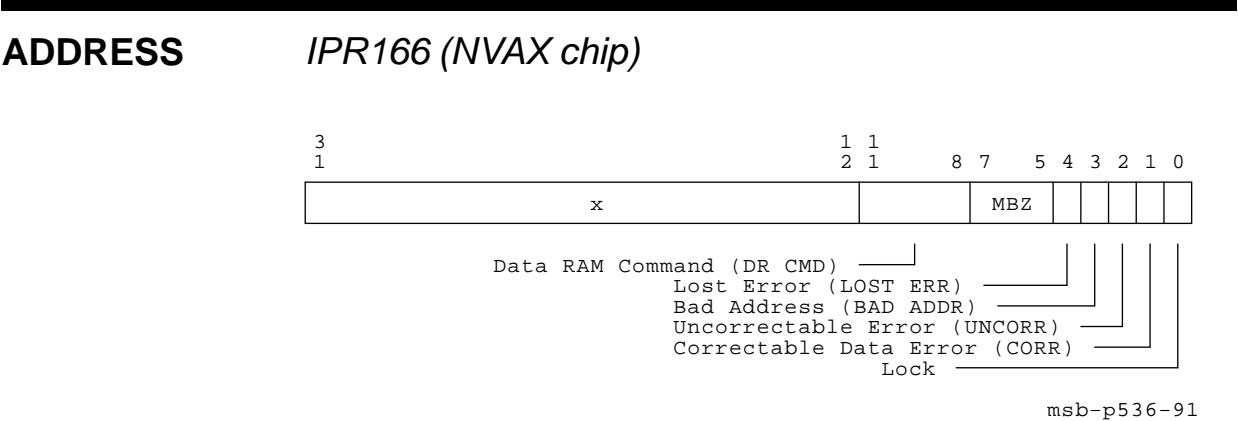 ADDRESS IPR166 (NVAX chip)
3 1 1
1 2 1 8 7 5 4 3 2 1 0
x MBZ
Data RAM Command (DR CMD)
Lost Error (LOST ERR)
Bad Address (BAD ADDR)
Uncorrectable Error (UNCORR)
Correctable Data Error (CORR)
Lock
msb-p536-91